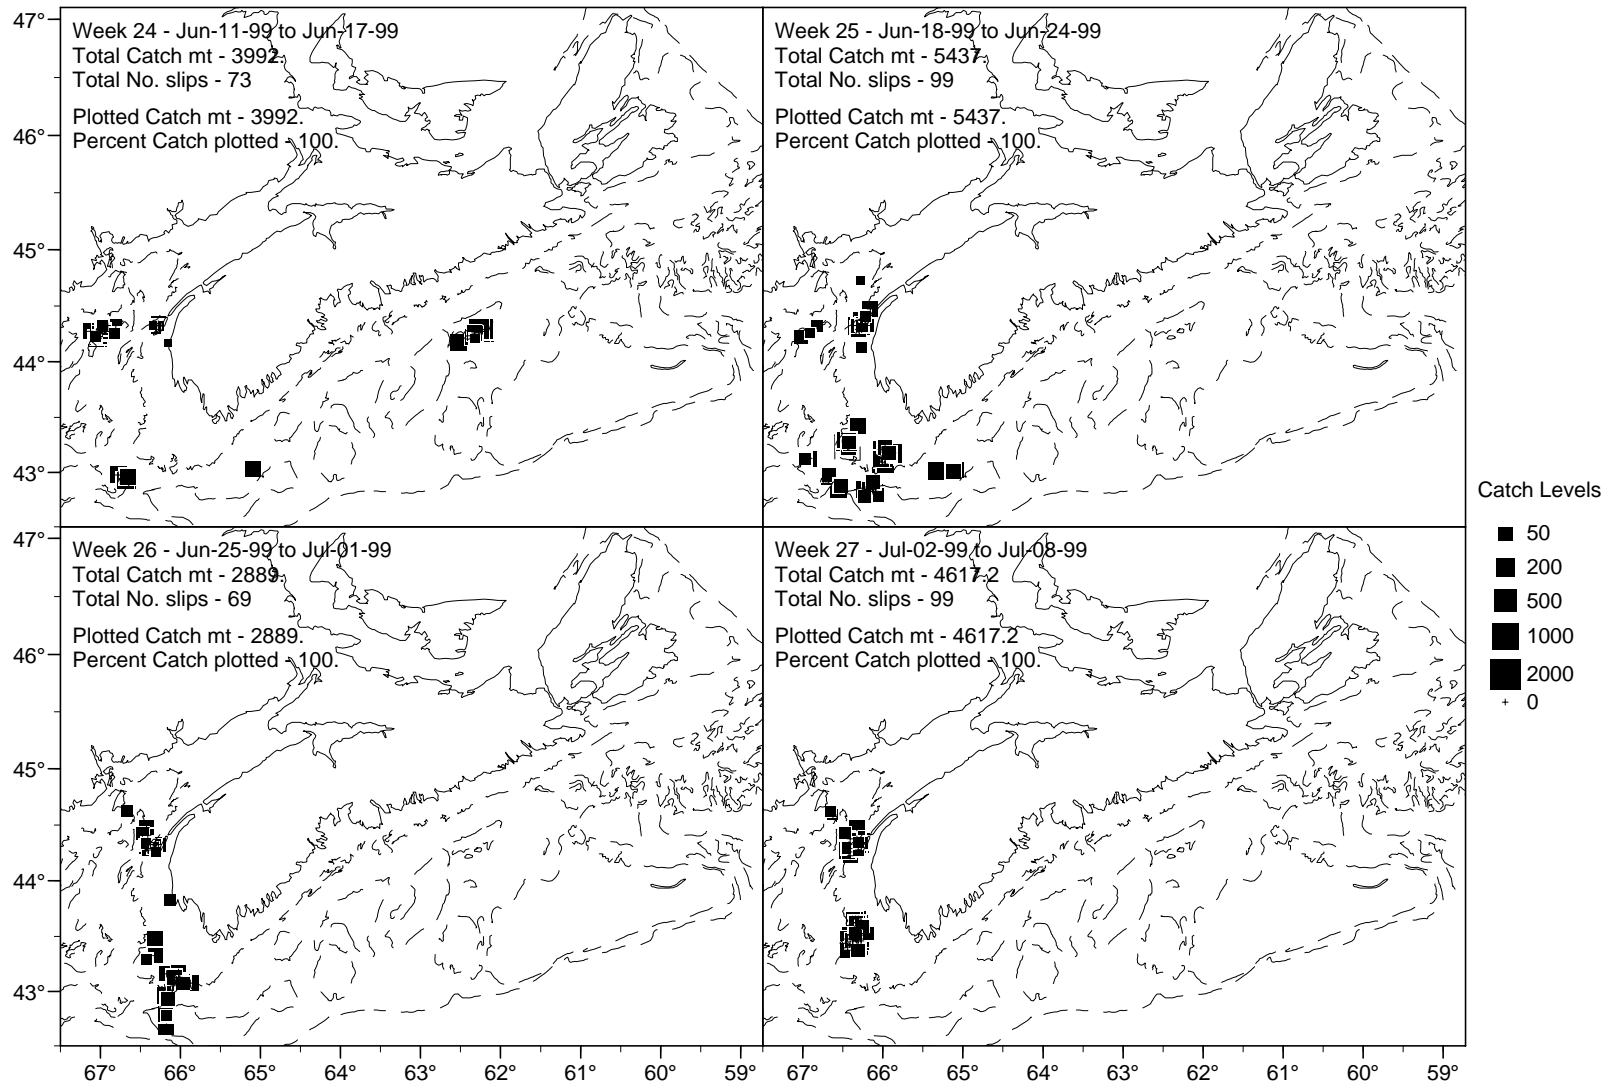 47°
46°
45°
44°
43°
Week 24 - Jun-11-99 to Jun-17-99
Total Catch mt - 3992.
Total No. slips - 73
Plotted Catch mt - 3992.
Percent Catch plotted - 100.
Week 25 - Jun-18-99 to Jun-24-99
Total Catch mt - 5437.
Total No. slips - 99
Plotted Catch mt - 5437.
Percent Catch plotted - 100.
47°
46°
45°
44°
43°
Week 26 - Jun-25-99 to Jul-01-99
Total Catch mt - 2889.
Total No. slips - 69
Plotted Catch mt - 2889.
Percent Catch plotted - 100.
Week 27 - Jul-02-99 to Jul-08-99
Total Catch mt - 4617.2
Total No. slips - 99
Plotted Catch mt - 4617.2
Percent Catch plotted - 100.
67° 66° 65° 64° 63° 62° 61° 60° 59°
67° 66° 65° 64° 63° 62° 61° 60° 59°
Catch Levels
50
200
500
1000
2000
0